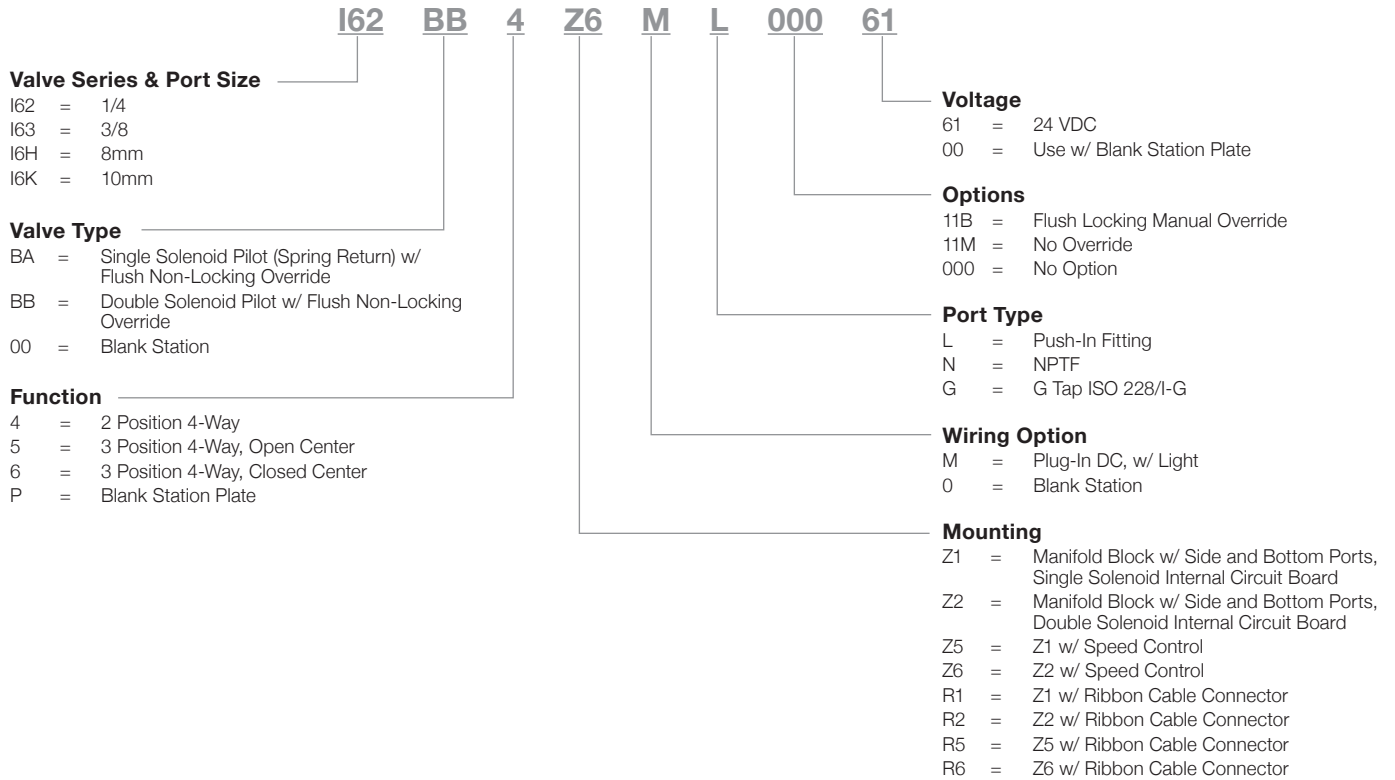 I62 BB 4 Z6 M L 000 61
Valve Series & Port Size
I62 = 1/4
I63 = 3/8
I6H = 8mm
I6K = 10mm
Valve Type
BA = Single Solenoid Pilot (Spring Return) w/
Flush Non-Locking Override
BB = Double Solenoid Pilot w/ Flush Non-Locking
Override
00 = Blank Station
Function
4 = 2 Position 4-Way
5 = 3 Position 4-Way, Open Center
6 = 3 Position 4-Way, Closed Center
P = Blank Station Plate
Voltage
61 = 24 VDC
00 = Use w/ Blank Station Plate
Options
11B = Flush Locking Manual Override
11M = No Override
000 = No Option
Port Type
L = Push-In Fitting
N = NPTF
G = G Tap ISO 228/I-G
Wiring Option
M = Plug-In DC, w/ Light
0 = Blank Station
Mounting
Z1 = Manifold Block w/ Side and Bottom Ports,
Single Solenoid Internal Circuit Board
Z2 = Manifold Block w/ Side and Bottom Ports,
Double Solenoid Internal Circuit Board
Z5 = Z1 w/ Speed Control
Z6 = Z2 w/ Speed Control
R1 = Z1 w/ Ribbon Cable Connector
R2 = Z2 w/ Ribbon Cable Connector
R5 = Z5 w/ Ribbon Cable Connector
R6 = Z6 w/ Ribbon Cable Connector